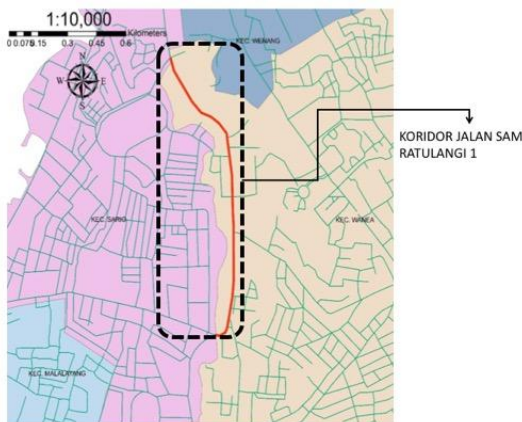 1:10,000
0 0.075 0.15 0.3 0.45 0.6
Kilometers
N
W E
S
KEC. WENANG
KORIDOR JALAN SAM
RATULANGI 1
KEC. SARIO
KEC. WANEA
KEC. MALALAYANG